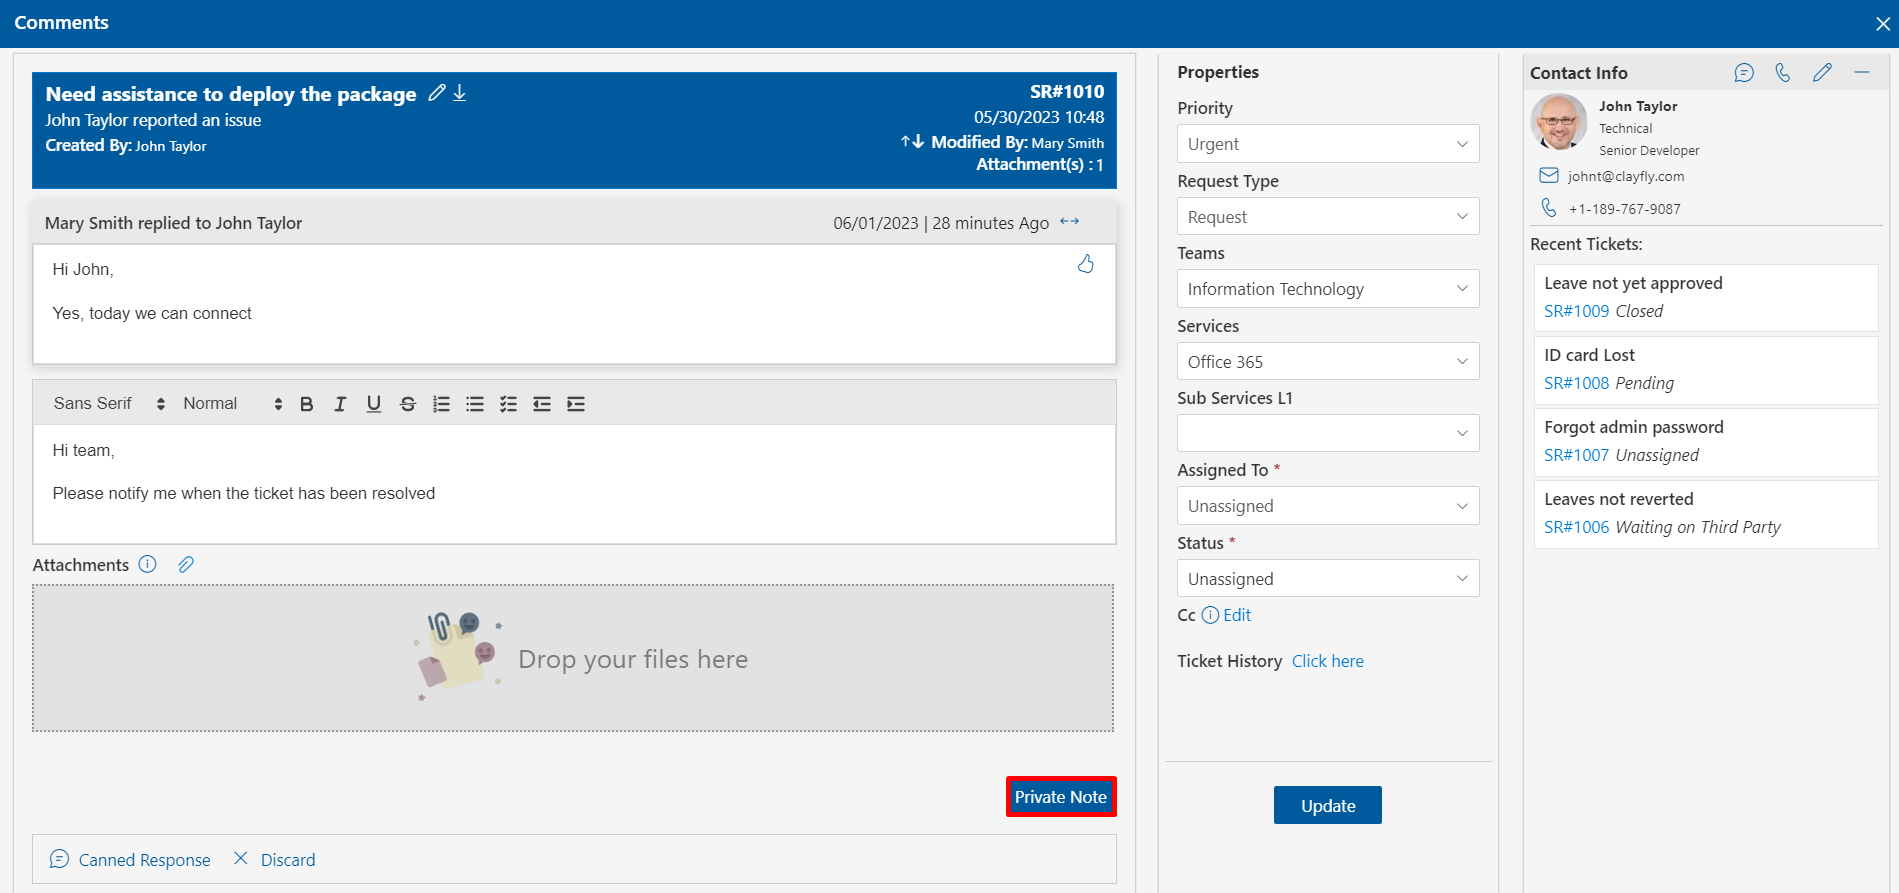 Comments
Need assistance to deploy the package
SR#1010
John Taylor reported an issue
05/30/2023 10:48
Created By: John Taylor
Modified By: Mary Smith
Attachment(s) : 1
Mary Smith replied to John Taylor
06/01/2023 | 28 minutes Ago
Hi John,
Yes, today we can connect
Sans Serif Normal B I U S
Hi team,
Please notify me when the ticket has been resolved
Attachments
Drop your files here
Private Note
Canned Response Discard
Properties
Priority
Urgent
Request Type
Request
Teams
Information Technology
Services
Office 365
Sub Services L1
Assigned To *
Unassigned
Status *
Unassigned
Cc Edit
Ticket History Click here
Update
Contact Info
John Taylor
Technical
Senior Developer
johnt@clayfly.com
+1-189-767-9087
Recent Tickets:
Leave not yet approved
SR#1009 Closed
ID card Lost
SR#1008 Pending
Forgot admin password
SR#1007 Unassigned
Leaves not reverted
SR#1006 Waiting on Third Party